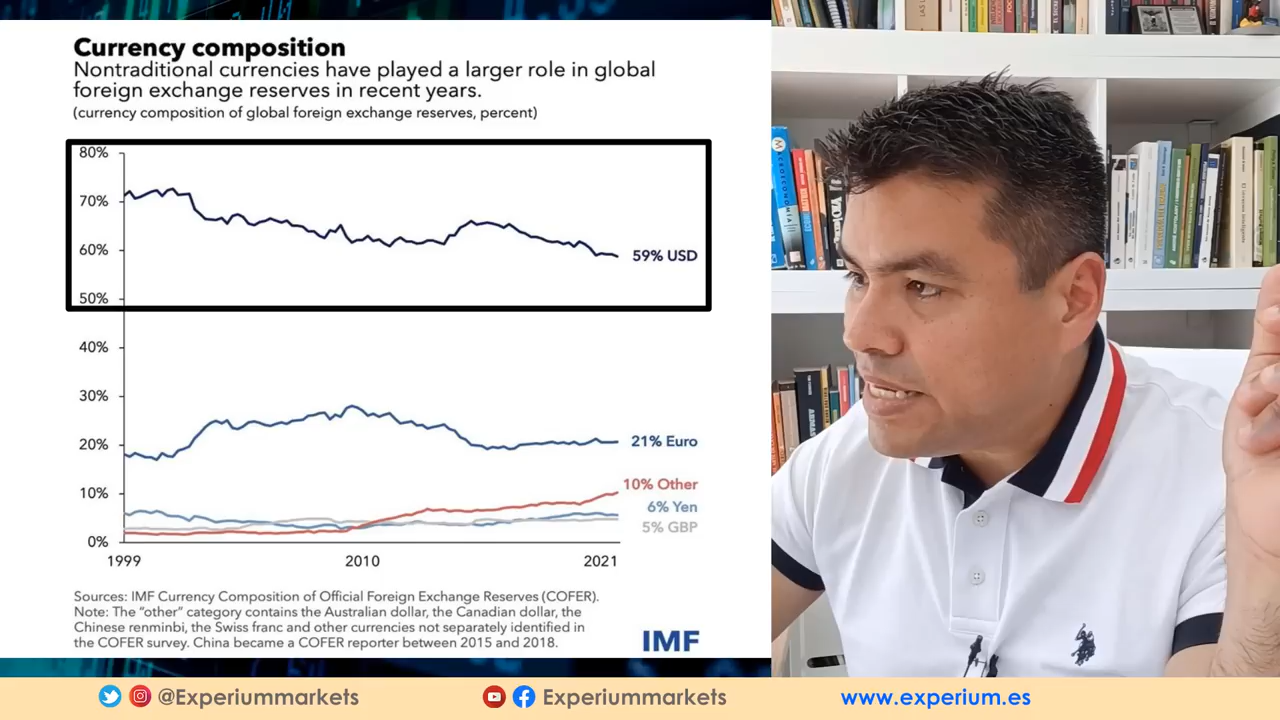 Currency composition
Nontraditional currencies have played a larger role in global
foreign exchange reserves in recent years.
(currency composition of global foreign exchange reserves, percent)
80%
70%
60%
59% USD
50%
40%
30%
20%
21% Euro
10% Other
10%
6% Yen
5% GBP
0%
1999
2010
2021
Sources: IMF Currency Composition of Official Foreign Exchange Reserves (COFER).
Note: The "other" category contains the Australian dollar, the Canadian dollar, the
Chinese renminbi, the Swiss franc and other currencies not separately identified in
the COFER survey. China became a COFER reporter between 2015 and 2018.
IMF
MACROECONOMÍA
@Experiummarkets
Experiummarkets
www.experium.es